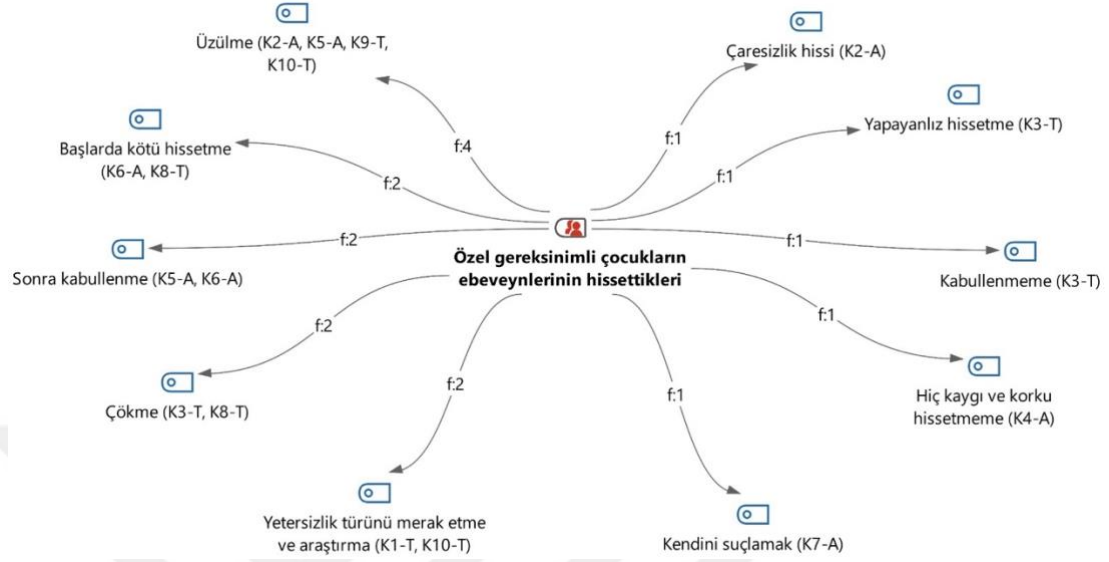 Üzülme (K2-A, K5-A, K9-T,
K10-T)
Çaresizlik hissi (K2-A)
Yapayanlız hissetme (K3-T)
Başlarda kötü hissetme
(K6-A, K8-T)
f:4
f:1
f:2
f:1
f:2
f:1
Özel gereksinimli çocukların
ebeveynlerinin hissettikleri
Sonra kabullenme (K5-A, K6-A)
Kabullenmeme (K3-T)
f:2
f:1
Çökme (K3-T, K8-T)
Hiç kaygı ve korku
hissetmeme (K4-A)
f:2
f:1
Yetersizlik türünü merak etme
ve araştırma (K1-T, K10-T)
Kendini suçlamak (K7-A)